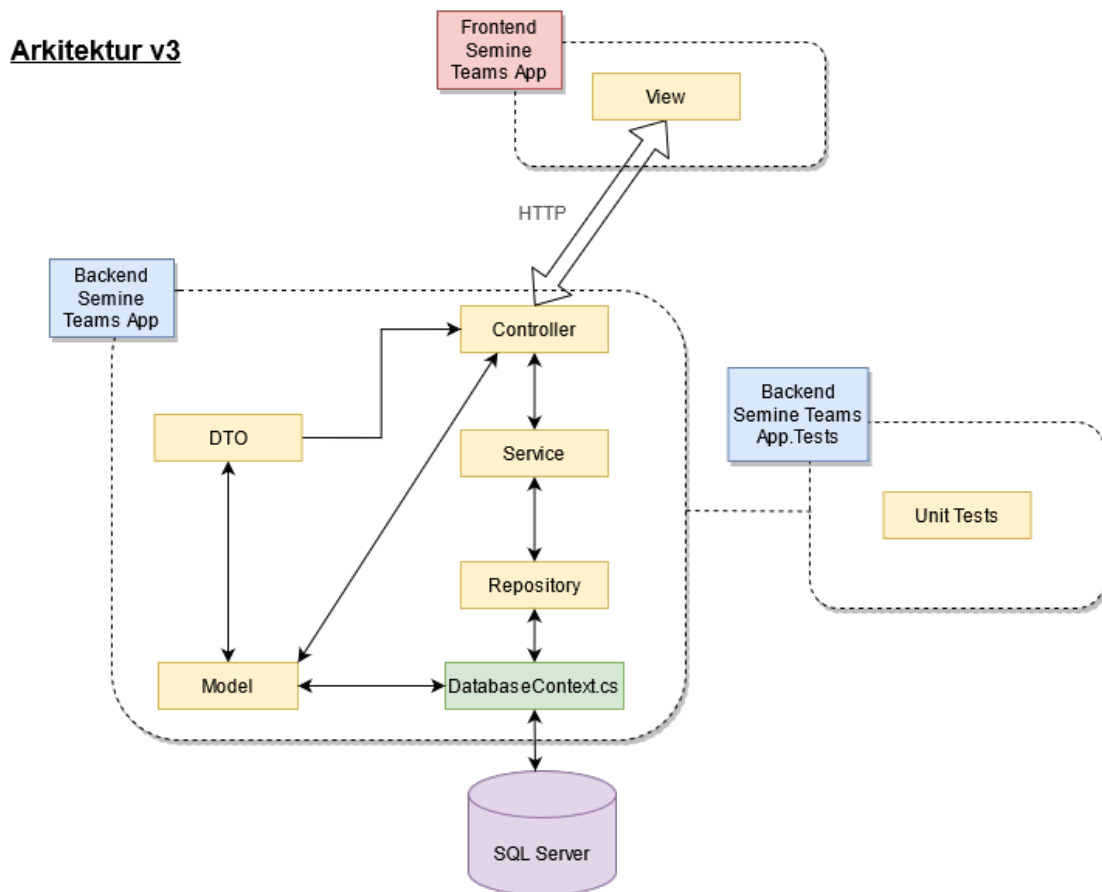 Arkitektur v3
Frontend
Semine
Teams App
View
HTTP
Backend
Semine
Teams App
Controller
DTO
Service
Backend
Semine Teams
App.Tests
Unit Tests
Repository
Model
DatabaseContext.cs
SQL Server